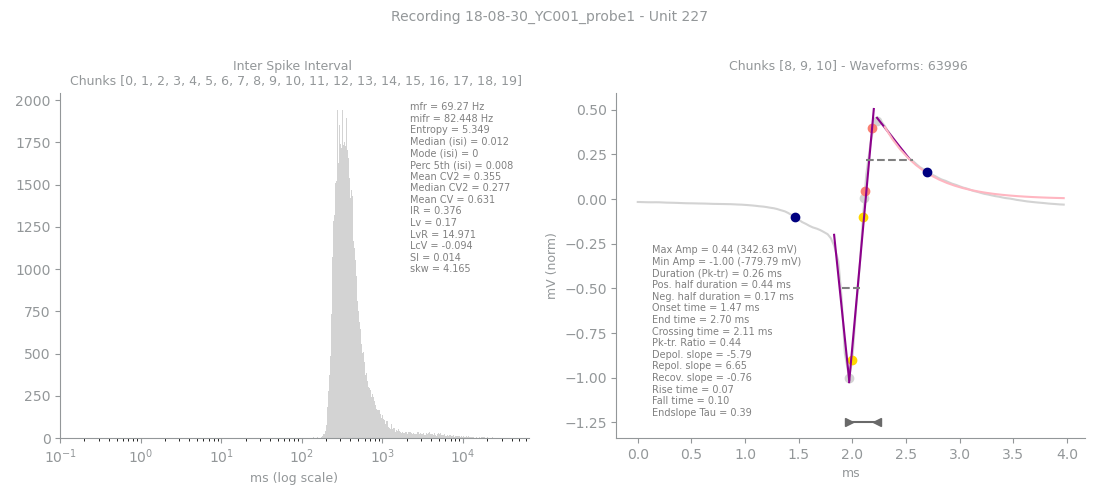 Recording 18-08-30_YC001_probe1 - Unit 227
Inter Spike Interval
Chunks [0, 1, 2, 3, 4, 5, 6, 7, 8, 9, 10, 11, 12, 13, 14, 15, 16, 17, 18, 19]
2000
1750
1500
1250
1000
750
500
250
0
mfr = 69.27 Hz
mifr = 82.448 Hz
Entropy = 5.349
Median (isi) = 0.012
Mode (isi) = 0
Perc 5th (isi) = 0.008
Mean CV2 = 0.355
Median CV2 = 0.277
Mean CV = 0.631
IR = 0.376
Lv = 0.17
LvR = 14.971
LcV = -0.094
SI = 0.014
skw = 4.165
10⁻¹ 10⁰ 10¹ 10² 10³ 10⁴
ms (log scale)
Chunks [8, 9, 10] - Waveforms: 63996
mV (norm)
0.50
0.25
0.00
−0.25
−0.50
−0.75
−1.00
−1.25
Max Amp = 0.44 (342.63 mV)
Min Amp = -1.00 (-779.79 mV)
Duration (Pk-tr) = 0.26 ms
Pos. half duration = 0.44 ms
Neg. half duration = 0.17 ms
Onset time = 1.47 ms
End time = 2.70 ms
Crossing time = 2.11 ms
Pk-tr. Ratio = 0.44
Depol. slope = -5.79
Repol. slope = 6.65
Recov. slope = -0.76
Rise time = 0.07
Fall time = 0.10
Endslope Tau = 0.39
0.0 0.5 1.0 1.5 2.0 2.5 3.0 3.5 4.0
ms